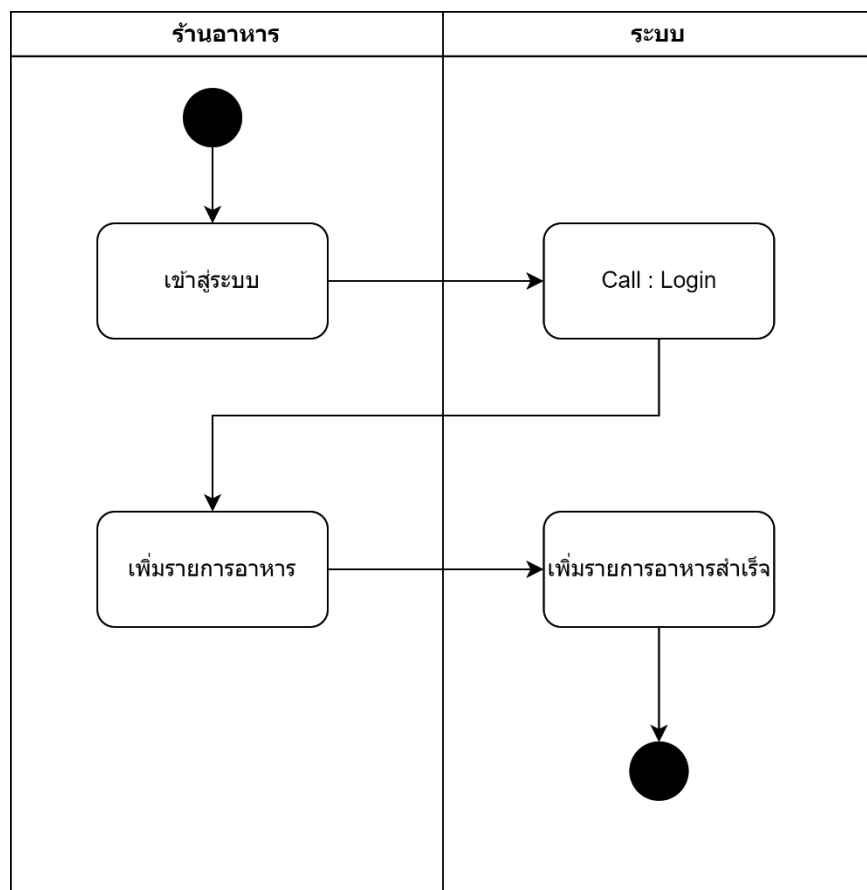 ร้านอาหาร
ระบบ
เข้าสู่ระบบ
Call : Login
เพิ่มรายการอาหาร
เพิ่มรายการอาหารสำเร็จ